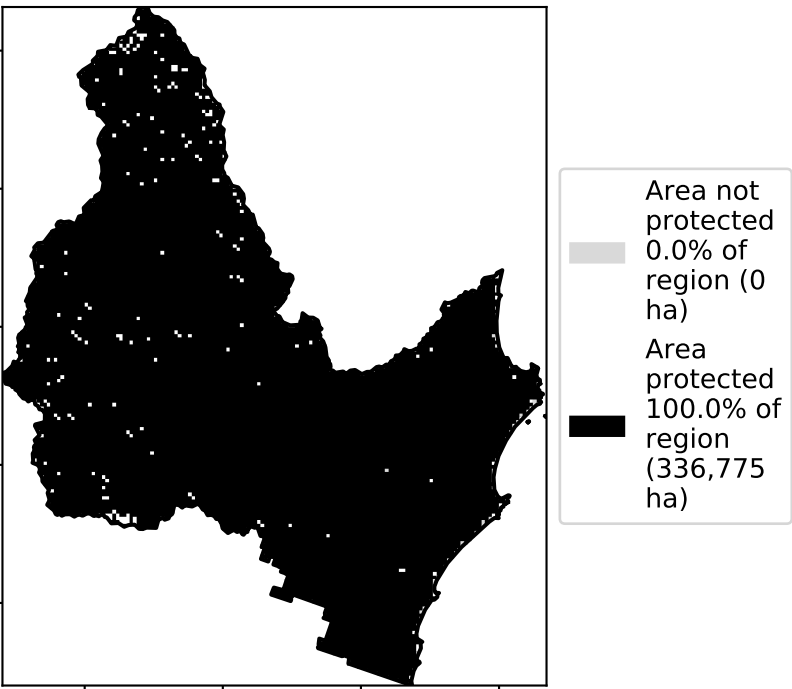 Area not
protected
0.0% of
region (0
ha)
Area
protected
100.0% of
region
(336,775
ha)